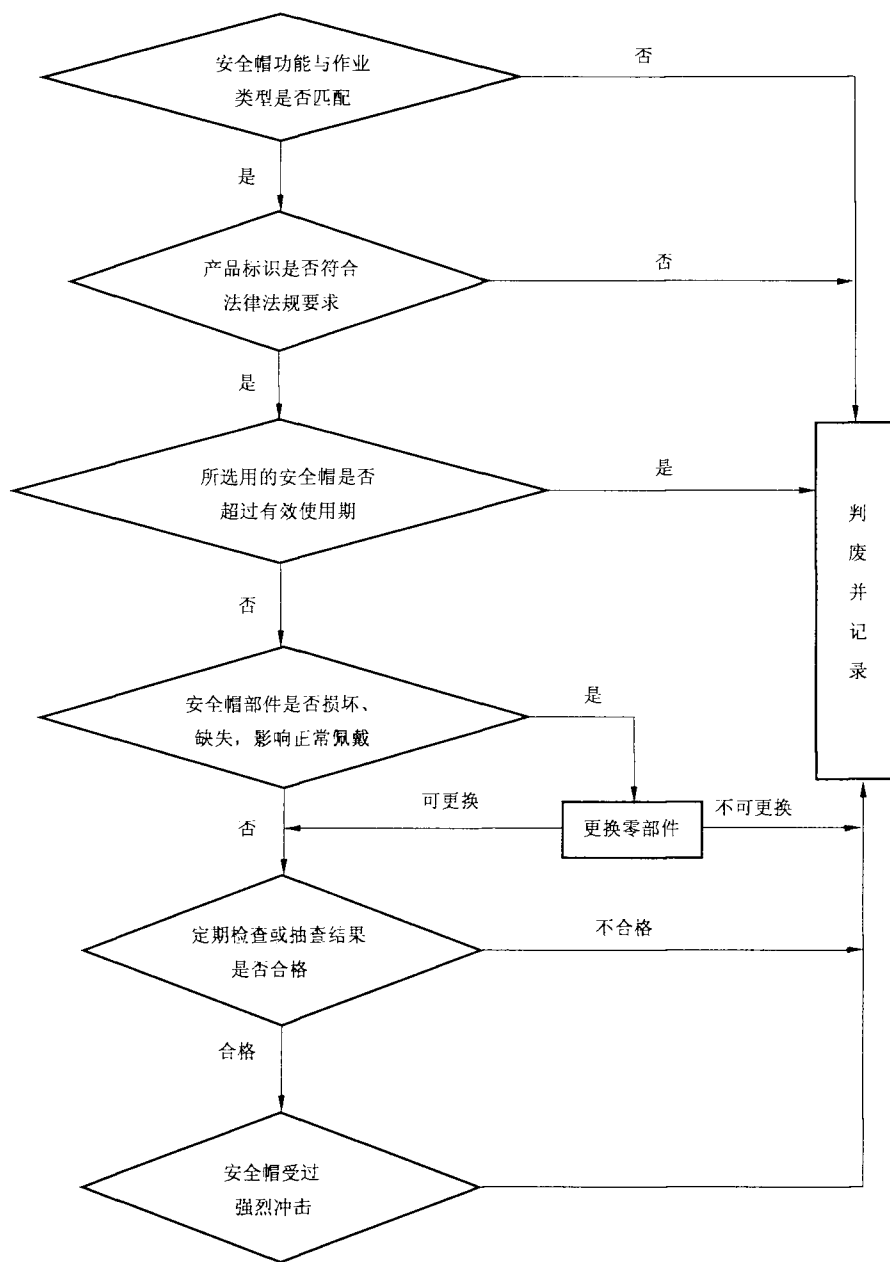 安全帽功能与作业
类型是否匹配
否
是
产品标识是否符合
法律法规要求
否
是
所选用的安全帽是否
超过有效使用期
是
判
废
并
记
录
否
安全帽部件是否损坏、
缺失，影响正常佩戴
是
可更换
更换零部件
不可更换
否
定期检查或抽查结果
是否合格
不合格
合格
安全帽受过
强烈冲击